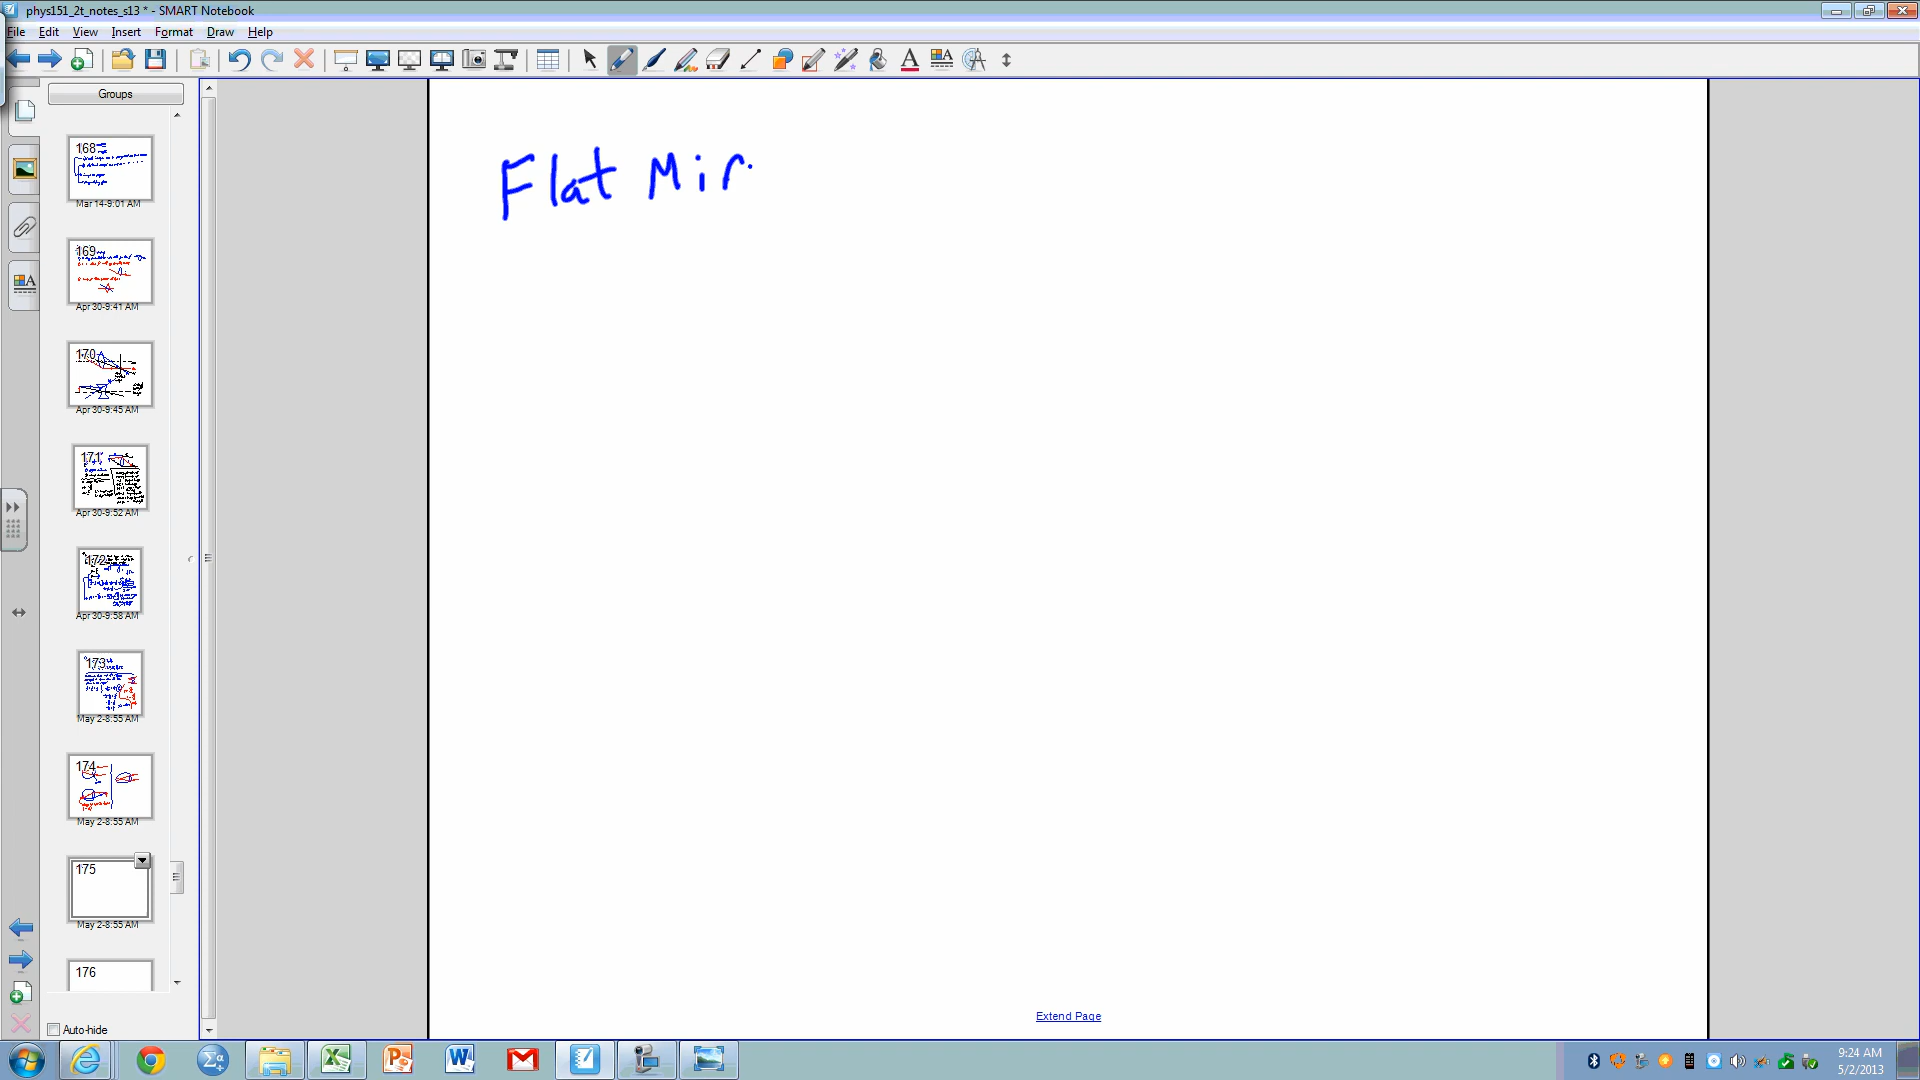 phys151_2t_notes_s13 * - SMART Notebook
File Edit View Insert Format Draw Help
Groups
168
Mar 14-9:01 AM
169
Apr 30-9:41 AM
170
Apr 30-9:45 AM
171
Apr 30-9:52 AM
172
Apr 30-9:58 AM
173
May 2-8:55 AM
174
May 2-8:55 AM
175
May 2-8:55 AM
176
Auto-hide
Flat Mir
Extend Page
9:24 AM
5/2/2013